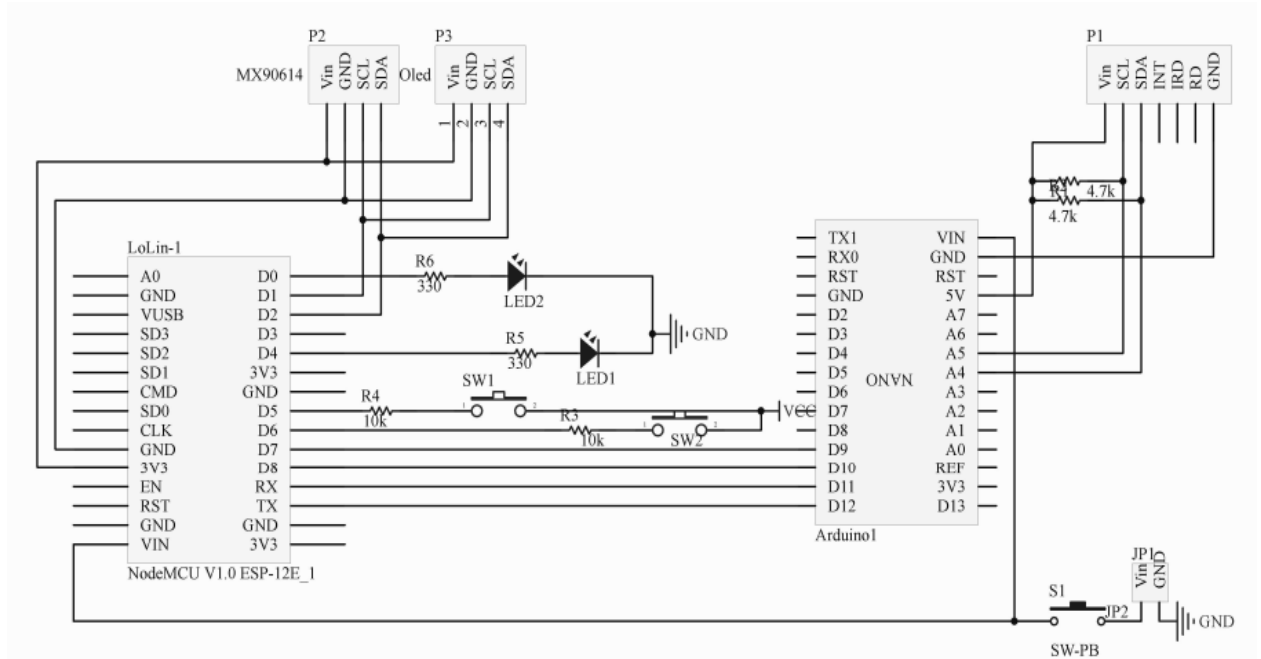 P2
P3
P1
MX90614
Vin
GND
SCL
SDA
Oled
Vin
GND
SCL
SDA
Vin
SCL
SDA
INT
IRD
RD
GND
1
2
3
4
4.7k
4.7k
LoLin-1
A0
GND
VUSB
SD3
SD2
SD1
CMD
SD0
CLK
GND
3V3
EN
RST
GND
VIN
D0
D1
D2
D3
D4
3V3
GND
D5
D6
D7
D8
RX
TX
GND
3V3
NodeMCU V1.0 ESP-12E_1
R6
330
LED2
R5
330
LED1
GND
R4
10k
SW1
1
2
R3
10k
1
2
SW2
VCC
TX1
RX0
RST
GND
D2
D3
D4
D5
D6
D7
D8
D9
D10
D11
D12
NANO
VIN
GND
RST
5V
A7
A6
A5
A4
A3
A2
A1
A0
REF
3V3
D13
Arduino1
JP1
Vin
GND
S1
JP2
SW-PB
GND